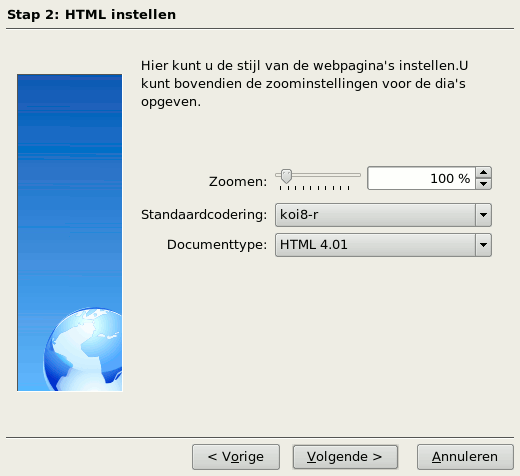 Stap 2: HTML instellen
Hier kunt u de stijl van de webpagina's instellen.U
kunt bovendien de zoominstellingen voor de dia's
opgeven.
Zoomen: 100 %
Standaardcodering: koi8-r
Documenttype: HTML 4.01
< Vorige Volgende > Annuleren